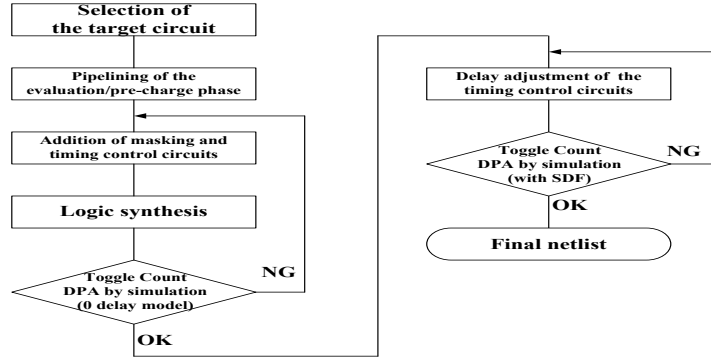 Selection of
the target circuit
Pipelining of the
evaluation/pre-charge phase
Addition of masking and
timing control circuits
Logic synthesis
Toggle Count
DPA by simulation
(0 delay model)
NG
OK
Delay adjustment of the
timing control circuits
Toggle Count
DPA by simulation
(with SDF)
NG
OK
Final netlist